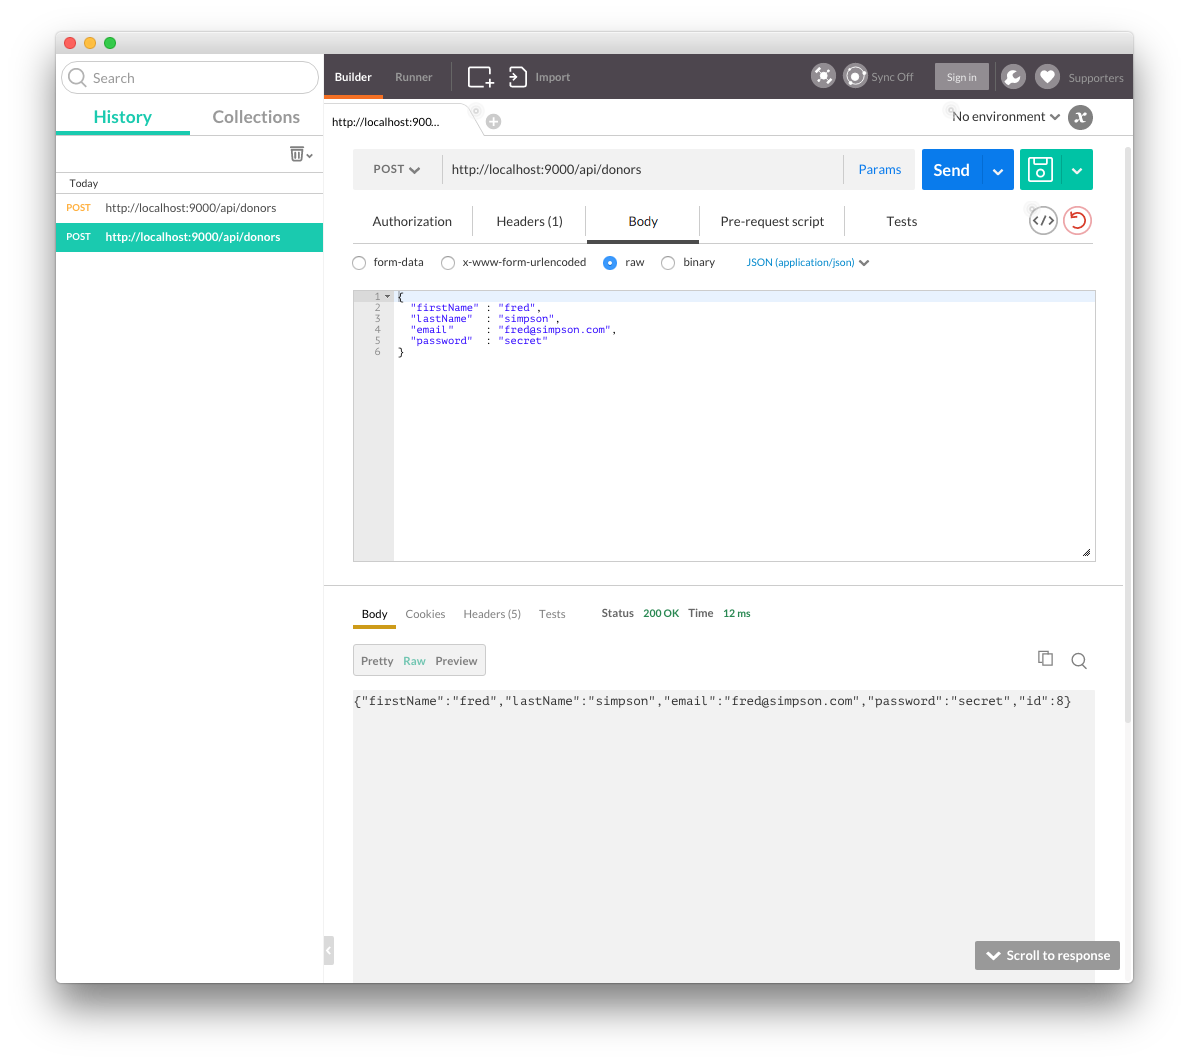 Search
History Collections
Today
POST http://localhost:9000/api/donors
POST http://localhost:9000/api/donors
Builder Runner Import Sync Off Sign in Supporters
http://localhost:900... No environment
POST http://localhost:9000/api/donors Params Send
Authorization Headers (1) Body Pre-request script Tests
form-data x-www-form-urlencoded raw binary JSON (application/json)
1 {
2 "firstName" : "fred",
3 "lastName" : "simpson",
4 "email" : "fred@simpson.com",
5 "password" : "secret"
6 }
Body Cookies Headers (5) Tests Status 200 OK Time 12 ms
Pretty Raw Preview
{"firstName":"fred","lastName":"simpson","email":"fred@simpson.com","password":"secret","id":8}
Scroll to response